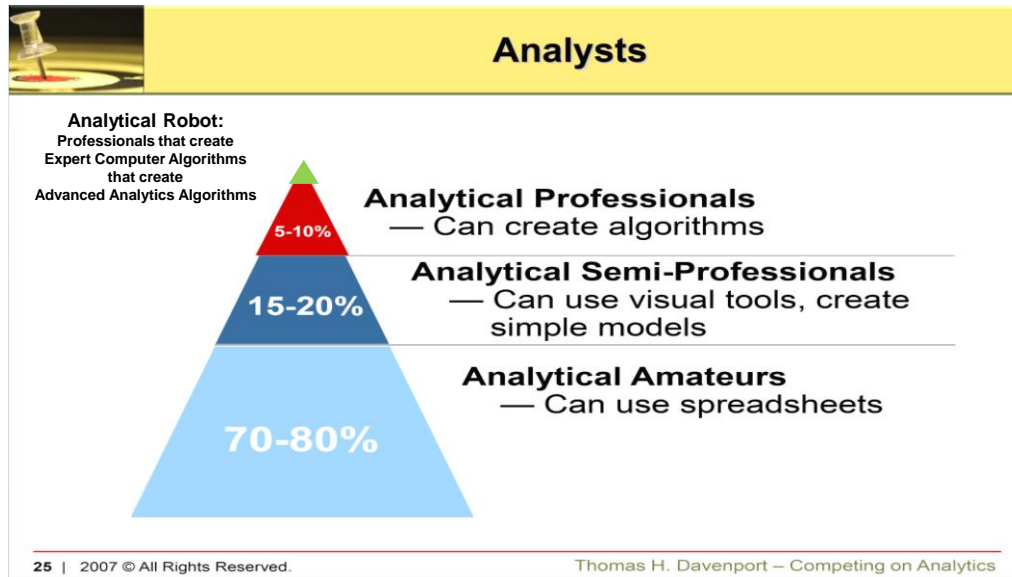 Analysts
Analytical Robot:
Professionals that create
Expert Computer Algorithms
that create
Advanced Analytics Algorithms
Analytical Professionals
— Can create algorithms
5-10%
Analytical Semi-Professionals
— Can use visual tools, create
simple models
15-20%
Analytical Amateurs
— Can use spreadsheets
70-80%
25 | 2007 © All Rights Reserved.
Thomas H. Davenport – Competing on Analytics